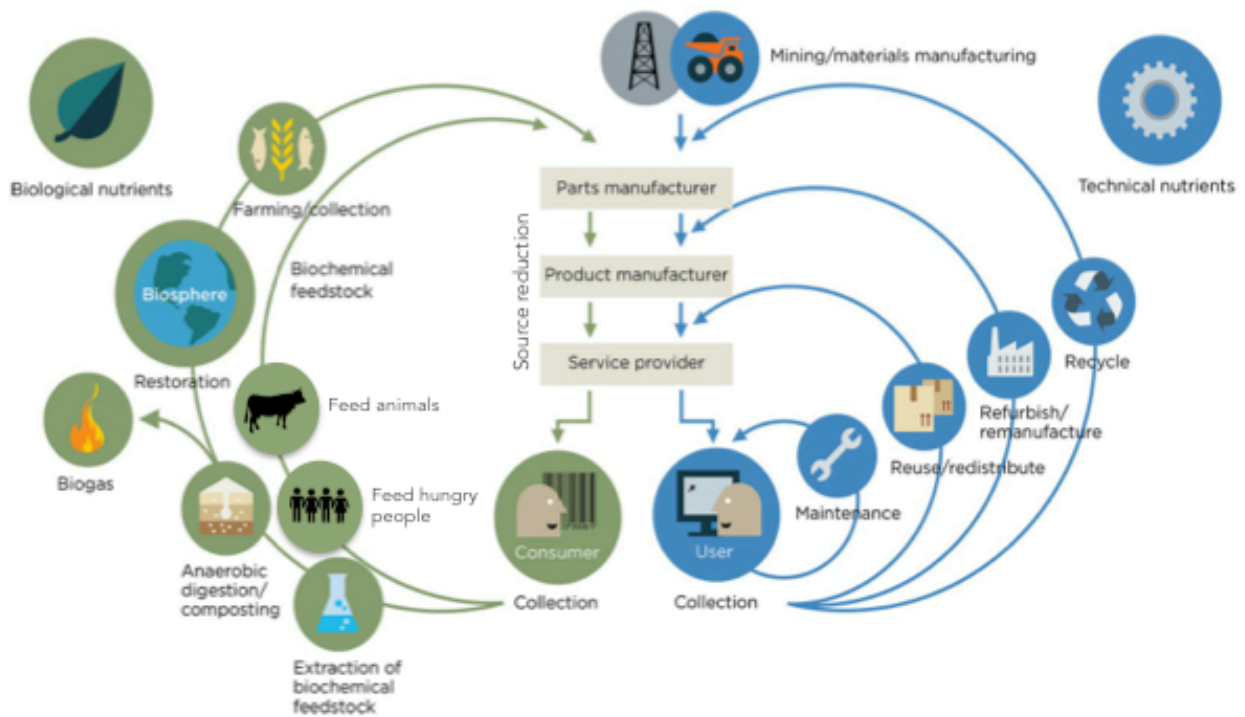 Mining/materials manufacturing
Biological nutrients
Technical nutrients
Farming/collection
Parts manufacturer
Source reduction
Biochemical
feedstock
Product manufacturer
Biosphere
Service provider
Recycle
Restoration
Feed animals
Refurbish/
remanufacture
Reuse/redistribute
Biogas
Feed hungry
people
Maintenance
Consumer
User
Anaerobic
digestion/
composting
Collection
Collection
Extraction of
biochemical
feedstock